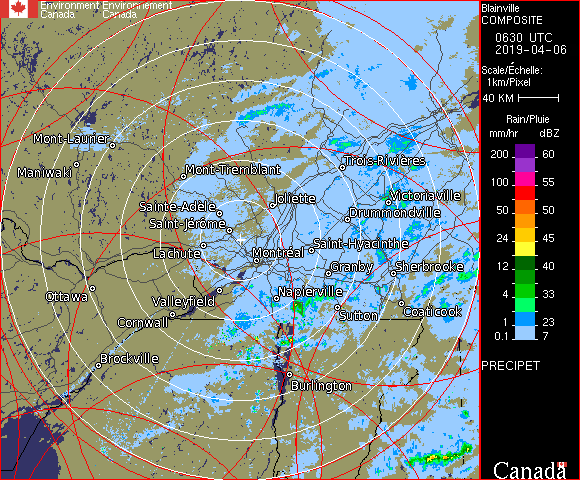 Environment Environnement
Canada Canada
Blainville
COMPOSITE
0630 UTC
2019-04-06
Scale/Échelle:
1km/Pixel
40 KM
Rain/Pluie
mm/hr dBZ
200 60
150 57
100 55
50 50
24 45
12 40
4 33
1 23
0.1 7
PRECIPET
Canada
Mont-Laurier
Maniwaki
Mont-Tremblant
Trois-Rivières
Sainte-Adèle
Joliette
Victoriaville
Saint-Jérôme
Drummondville
Lachute
Montréal
Saint-Hyacinthe
Granby
Sherbrooke
Ottawa
Valleyfield
Napierville
Cornwall
Sutton
Coaticook
Brockville
Burlington